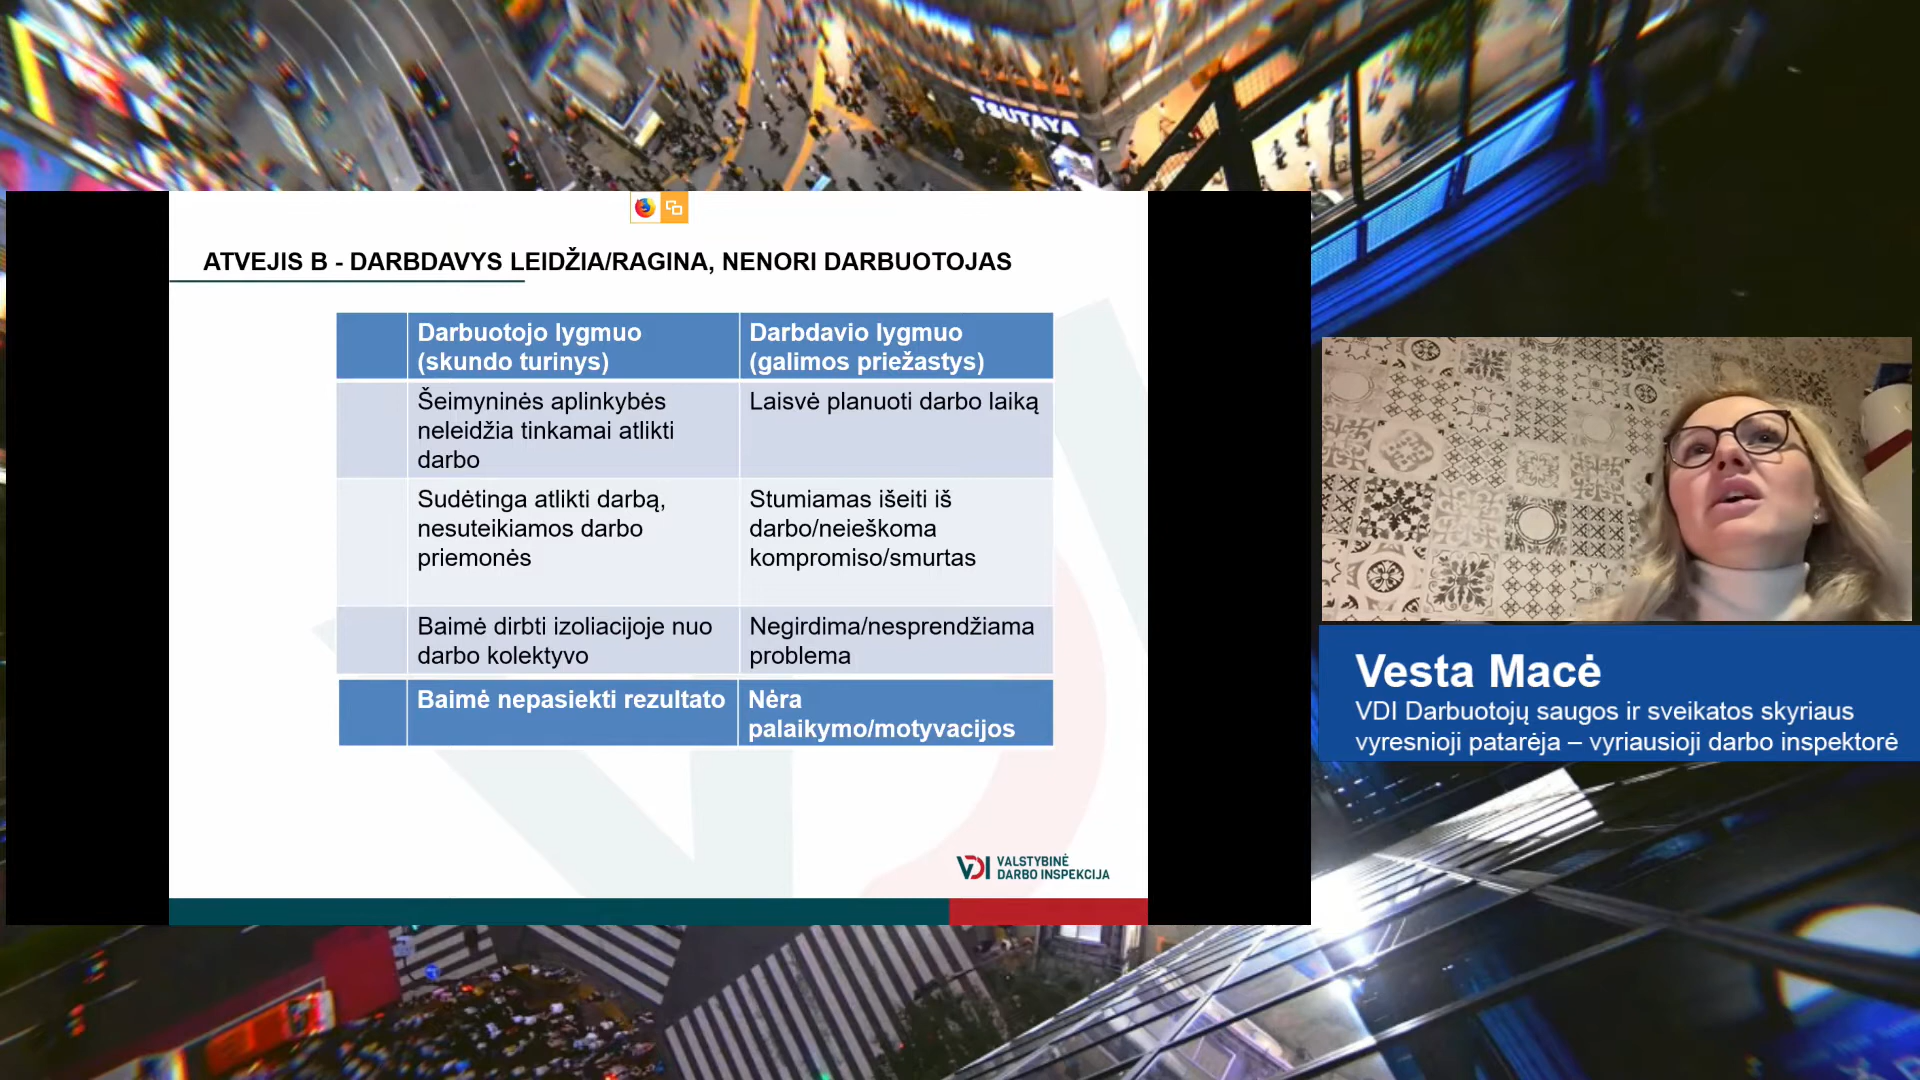 TSUTAYA
ATVEJIS B - DARBDAVYS LEIDŽIA/RAGINA, NENORI DARBUOTOJAS
Darbuotojo lygmuo
(skundo turinys)
Darbdavio lygmuo
(galimos priežastys)
Šeimyninės aplinkybės
neleidžia tinkamai atlikti
darbo
Laisvė planuoti darbo laiką
Sudėtinga atlikti darbą,
nesuteikiamos darbo
priemonės
Stumiamas išeiti iš
darbo/neieškoma
kompromiso/smurtas
Baimė dirbti izoliacijoje nuo
darbo kolektyvo
Negirdima/nesprendžiama
problema
Baimė nepasiekti rezultato
Nėra
palaikymo/motyvacijos
VDI VALSTYBINĖ
DARBO INSPEKCIJA
Vesta Macė
VDI Darbuotojų saugos ir sveikatos skyriaus
vyresnioji patarėja – vyriausioji darbo inspektorė